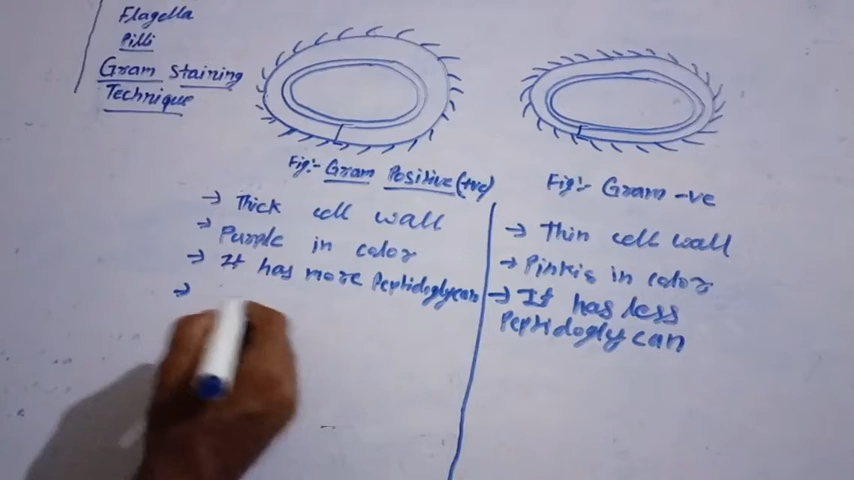 Flagella
Pilli
Gram Staining
Technique
Fig:- Gram Positive (+ve)
→ Thick cell wall
→ Purple in color
→ It has more Peptidoglycan
→
Fig:- Gram -ve
→ Thin cell wall
→ Pinkis in color
→ It has less
Peptidoglycan